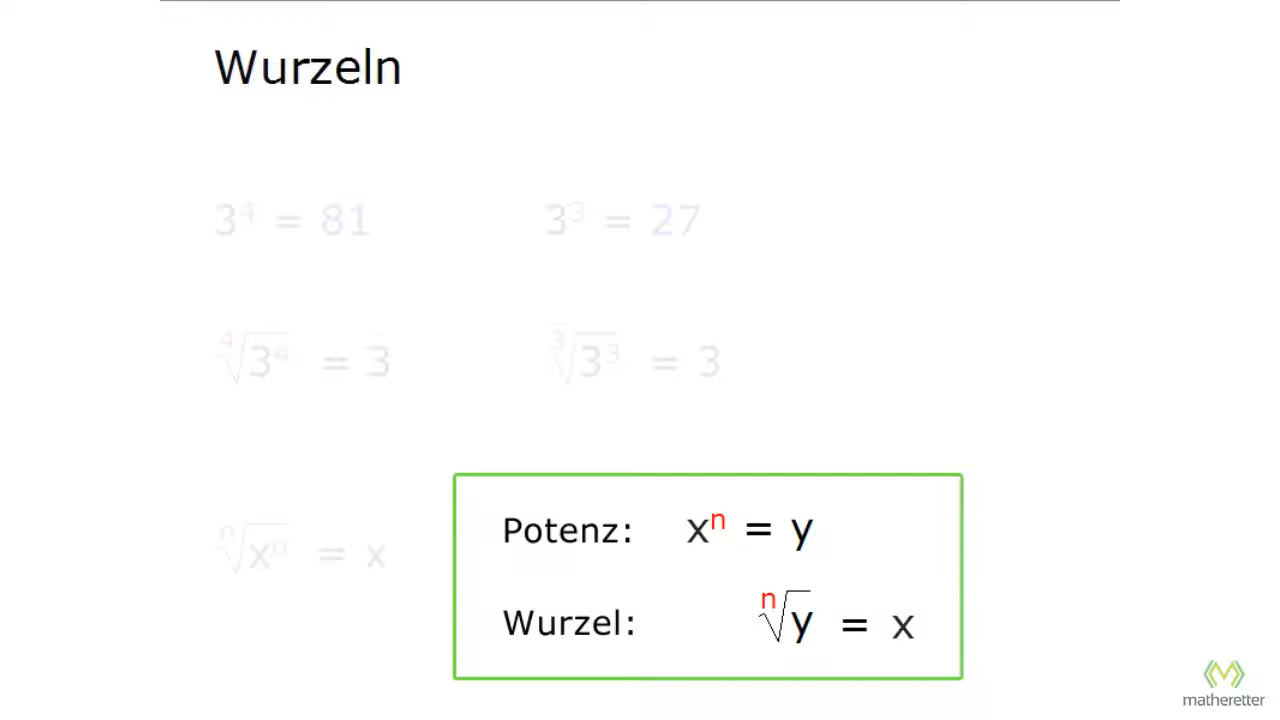 Wurzeln
3⁴ = 81 3³ = 27
⁴√3⁴ = 3 ³√3³ = 3
ⁿ√xⁿ = x
Potenz: xⁿ = y
Wurzel: ⁿ√y = x
matheretter